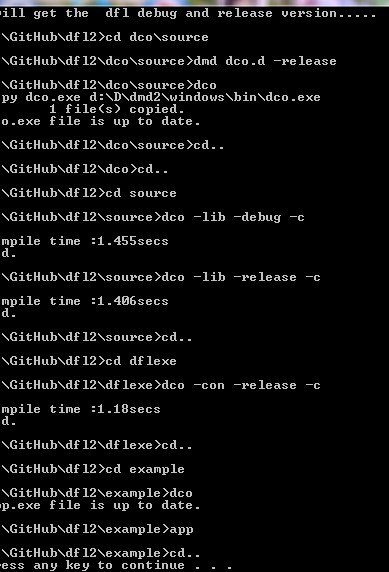 ill get the  dfl debug and release version.....
\GitHub\dfl2>cd dco\source
\GitHub\dfl2\dco\source>dmd dco.d -release
\GitHub\dfl2\dco\source>dco
py dco.exe d:\D\dmd2\windows\bin\dco.exe
        1 file(s) copied.
o.exe file is up to date.
\GitHub\dfl2\dco\source>cd..
\GitHub\dfl2\dco>cd..
\GitHub\dfl2>cd source
\GitHub\dfl2\source>dco -lib -debug -c
mpile time :1.455secs
d.
\GitHub\dfl2\source>dco -lib -release -c
mpile time :1.406secs
d.
\GitHub\dfl2\source>cd..
\GitHub\dfl2>cd dflexe
\GitHub\dfl2\dflexe>dco -con -release -c
mpile time :1.18secs
d.
\GitHub\dfl2\dflexe>cd..
\GitHub\dfl2>cd example
\GitHub\dfl2\example>dco
pp.exe file is up to date.
\GitHub\dfl2\example>app
\GitHub\dfl2\example>cd..
ess any key to continue . . .